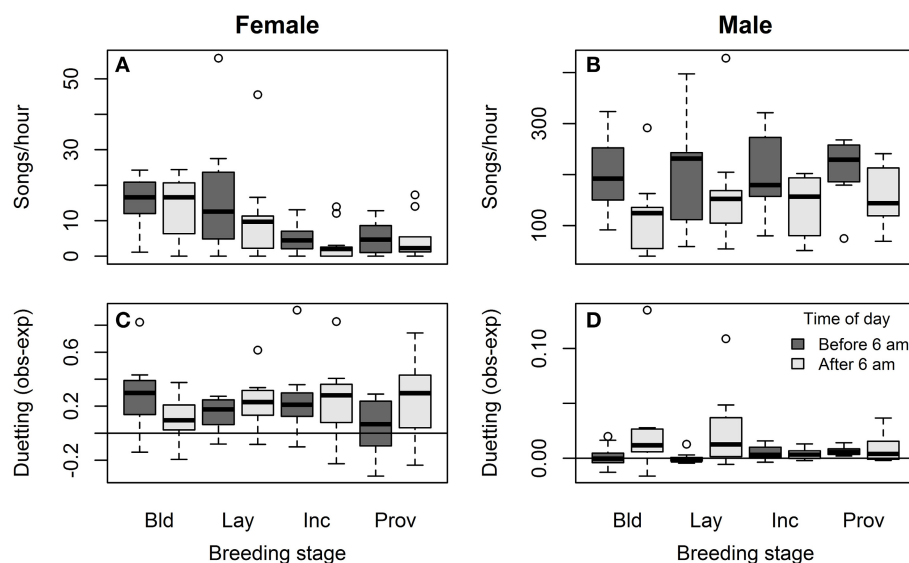 Female
Male
A
B
Songs/hour
50
30
10
0
Songs/hour
300
100
C
D
Duetting (obs-exp)
0.6
0.2
-0.2
Duetting (obs-exp)
0.10
0.00
Time of day
Before 6 am
After 6 am
Bld Lay Inc Prov
Bld Lay Inc Prov
Breeding stage
Breeding stage